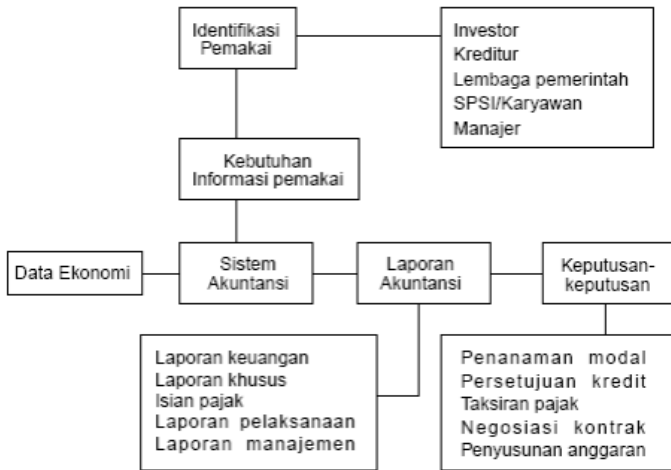 Identifikasi
Pemakai
Investor
Kreditur
Lembaga pemerintah
SPSI/Karyawan
Manajer
Kebutuhan
Informasi pemakai
Data Ekonomi
Sistem
Akuntansi
Laporan
Akuntansi
Keputusan-
keputusan
Laporan keuangan
Laporan khusus
Isian pajak
Laporan pelaksanaan
Laporan manajemen
Penanaman modal
Persetujuan kredit
Taksiran pajak
Negosiasi kontrak
Penyusunan anggaran